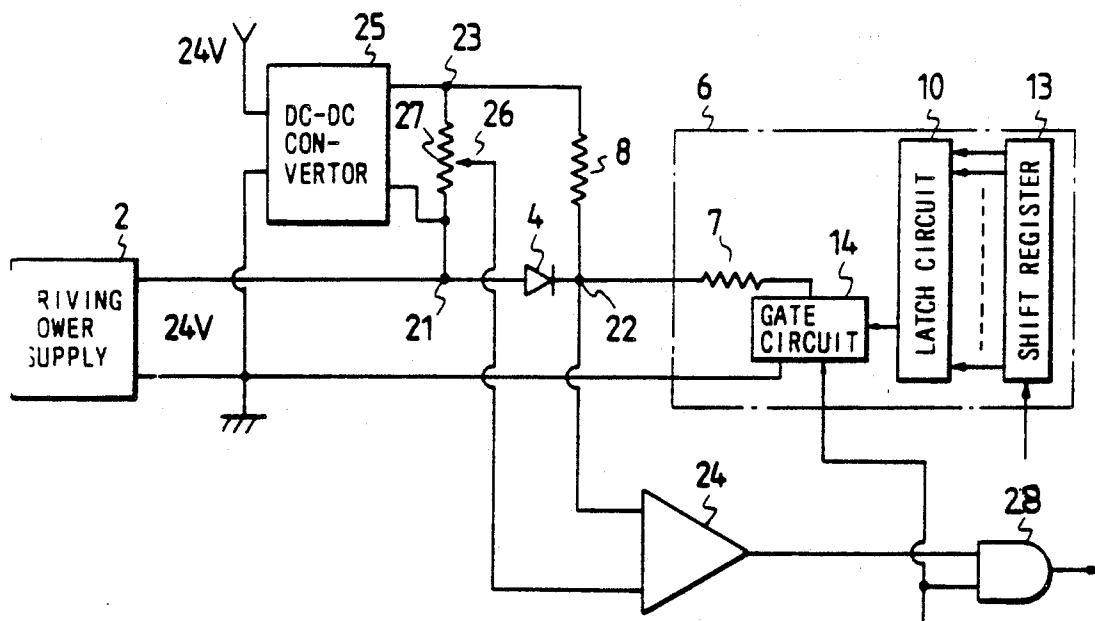 25
23
24V
DC-DC
CON-
VERTOR
27
26
8
6
10
13
2
4
7
14
RIVING
OWER
SUPPLY
24V
21
22
GATE
CIRCUIT
LATCH CIRCUIT
SHIFT REGISTER
24
28